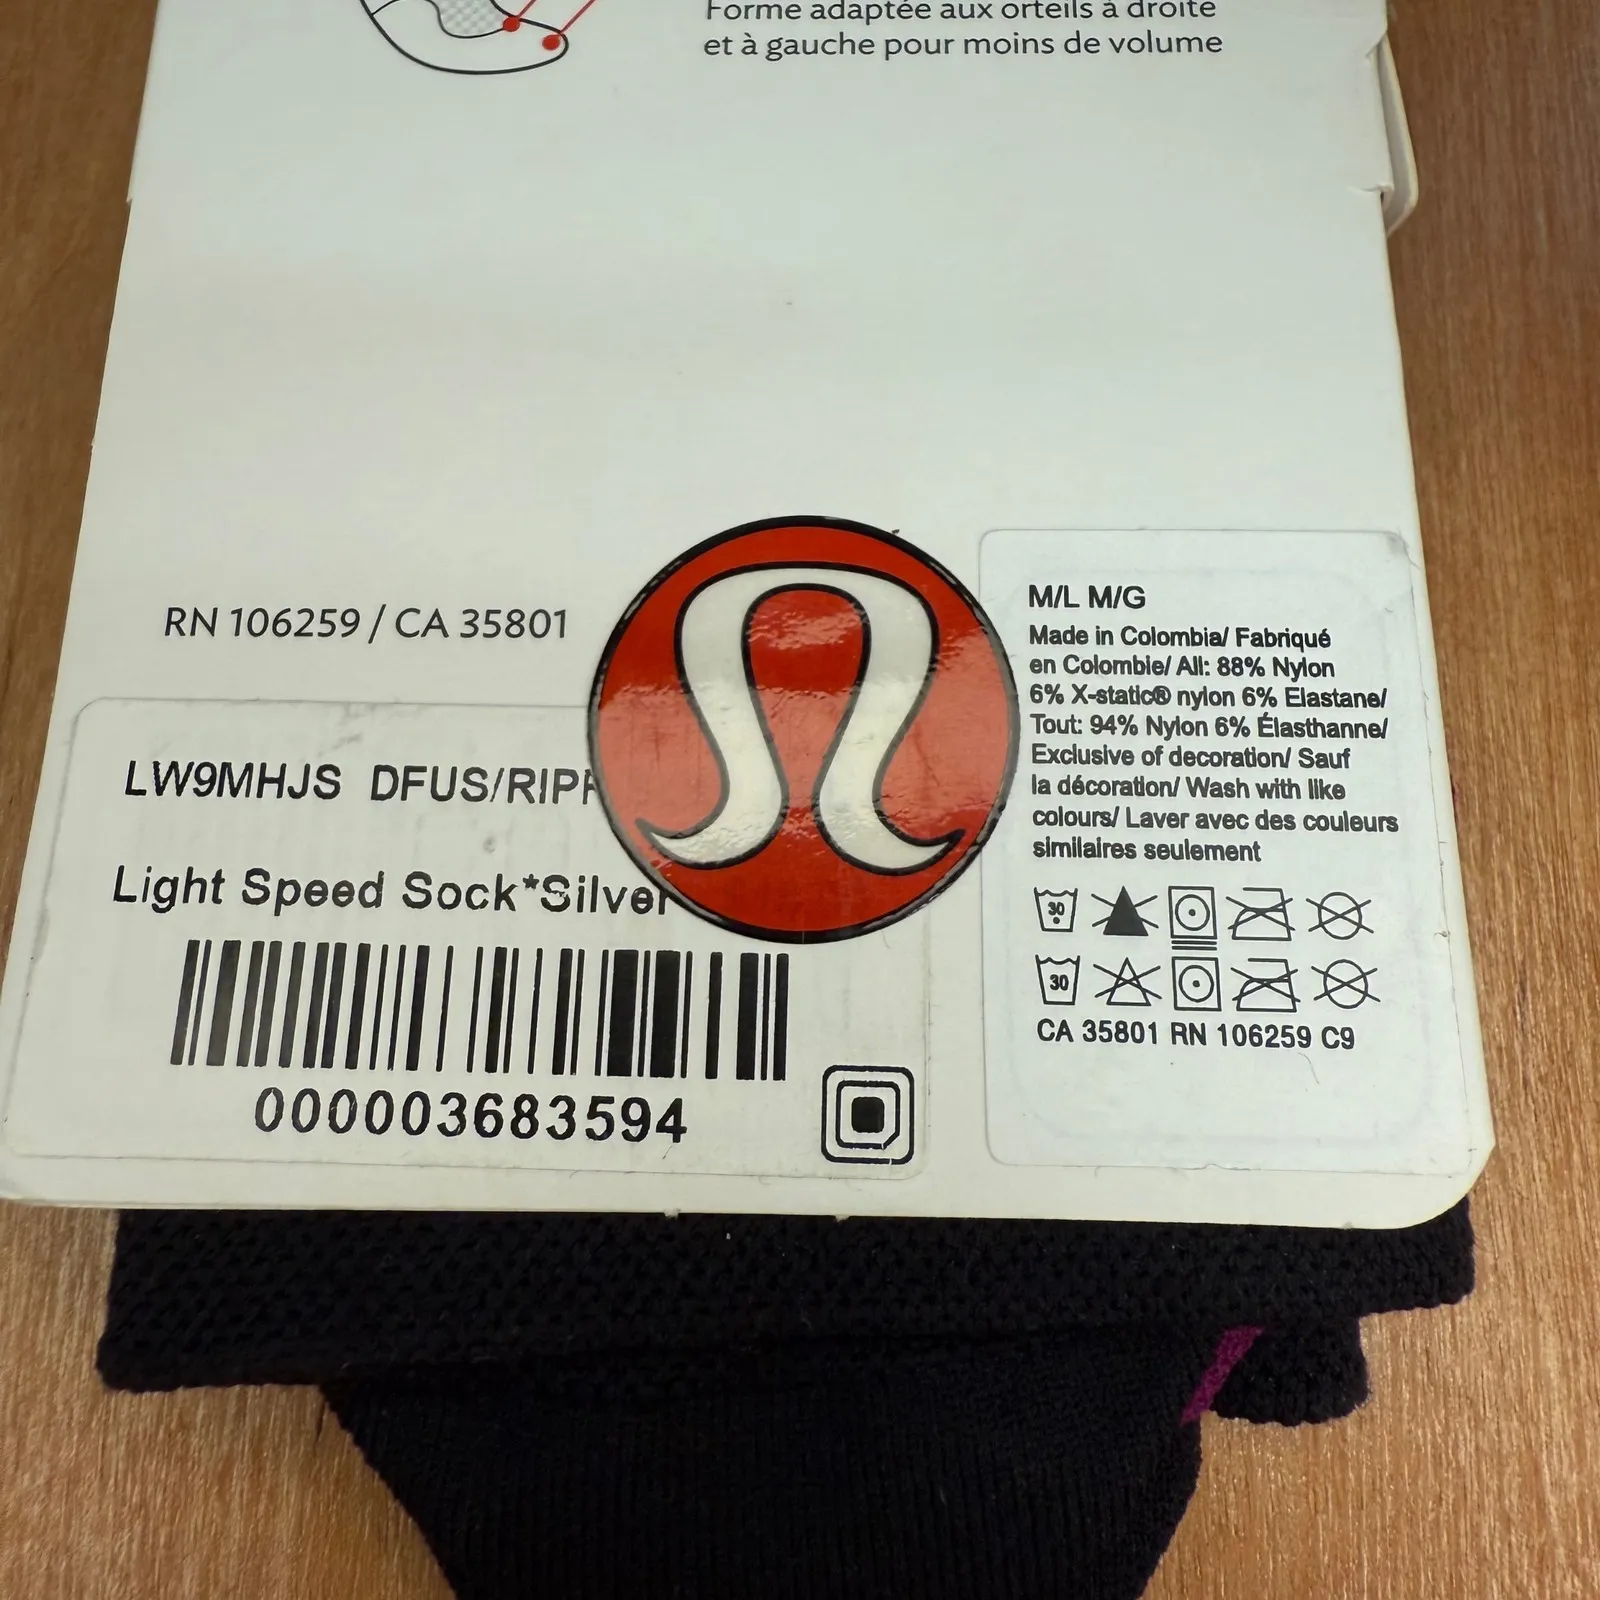 Forme adaptée aux orteils à droite
et à gauche pour moins de volume
RN 106259 / CA 35801
LW9MHJS DFUS/RIP
Light Speed Sock*Silver
000003683594
M/L M/G
Made in Colombia/ Fabriqué
en Colombie/ All: 88% Nylon
6% X-static® nylon 6% Elastane/
Tout: 94% Nylon 6% Élasthanne/
Exclusive of decoration/ Sauf
la décoration/ Wash with like
colours/ Laver avec des couleurs
similaires seulement
30
30
CA 35801 RN 106259 C9